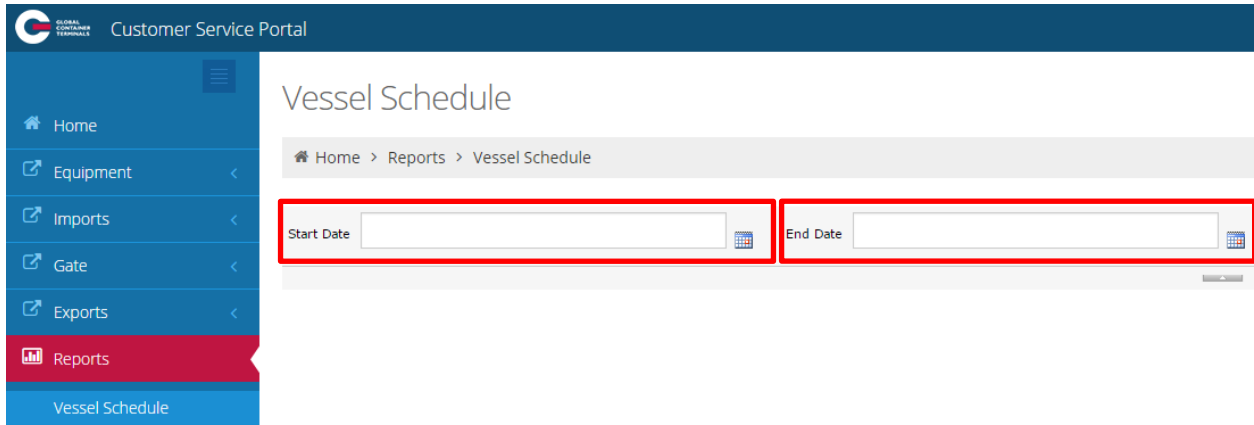 GLOBAL
CONTAINER
TERMINALS
Customer Service Portal
Home
Equipment
Imports
Gate
Exports
Reports
Vessel Schedule
Vessel Schedule
Home > Reports > Vessel Schedule
Start Date
End Date